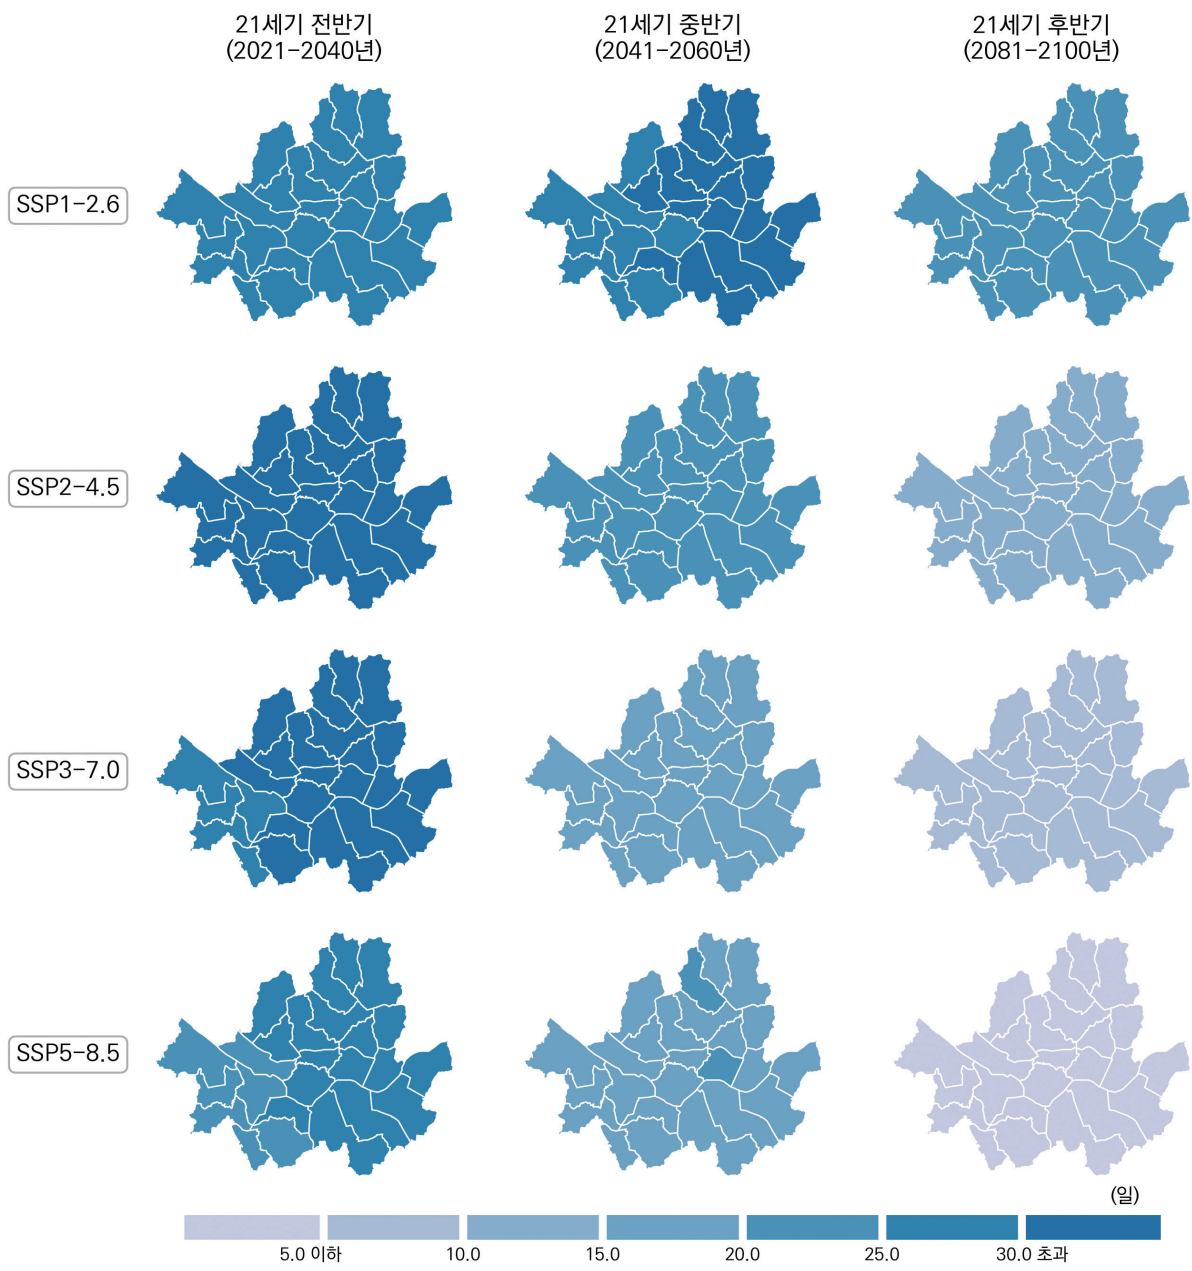 21세기 전반기
(2021-2040년)
21세기 중반기
(2041-2060년)
21세기 후반기
(2081-2100년)
SSP1-2.6
SSP2-4.5
SSP3-7.0
SSP5-8.5
(일)
5.0 이하
10.0
15.0
20.0
25.0
30.0 초과